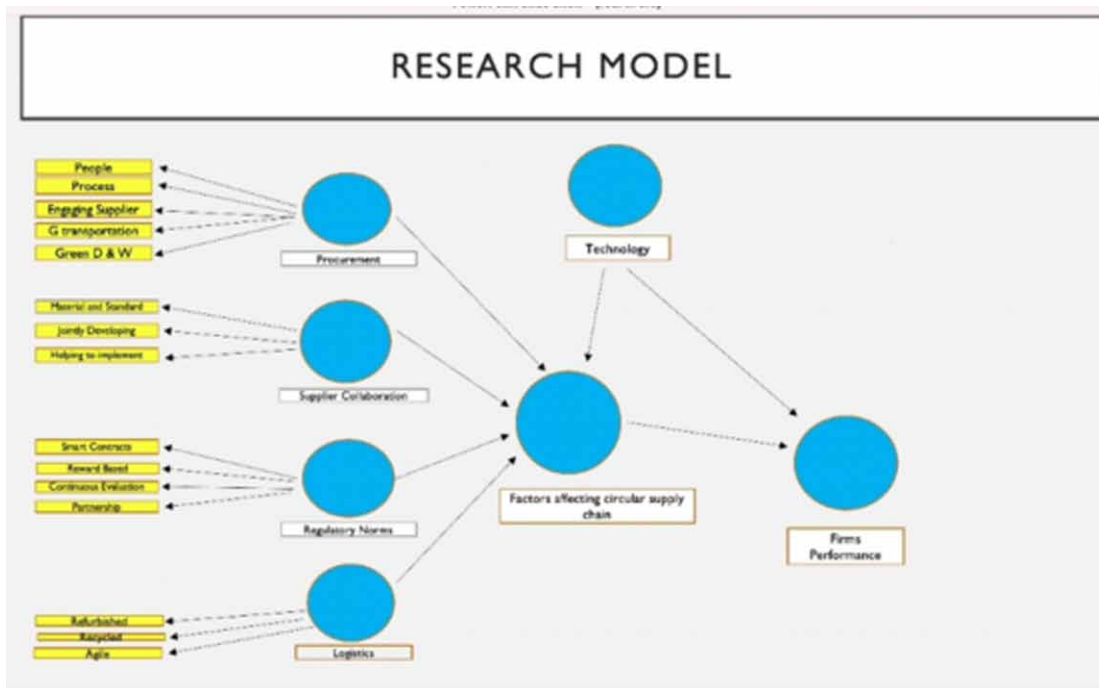 RESEARCH MODEL
People
Process
Engaging Supplier
G transportation
Green D & W
Procurement
Technology
Material and Standard
Jointly Developing
Helping to implement
Supplier Collaboration
Smart Contracts
Reward Based
Continuous Evaluation
Partnership
Regulatory Norms
Factors affecting circular supply
chain
Firms
Performance
Refurbished
Recycled
Agile
Logistics